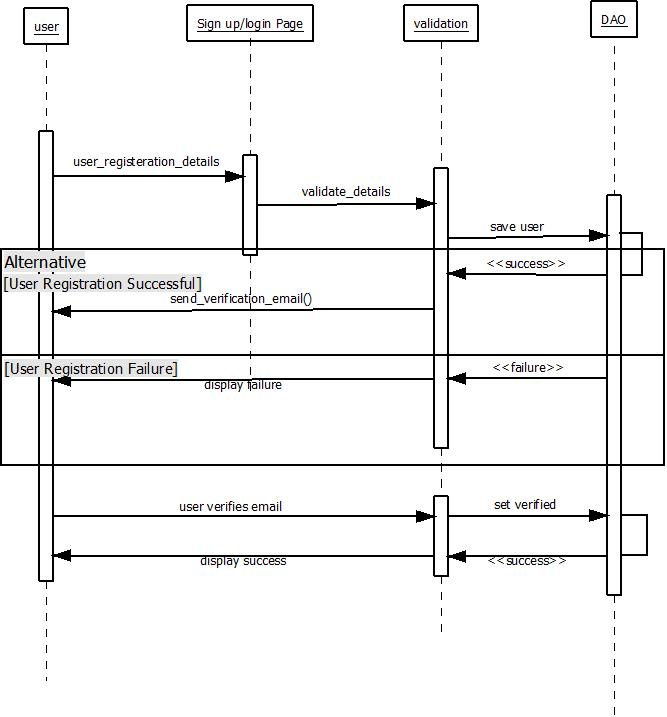 user
Sign up/login Page
validation
DAO
user_registeration_details
validate_details
save user
Alternative
<<success>>
[User Registration Successful]
send_verification_email()
[User Registration Failure]
<<failure>>
display failure
user verifies email
set verified
display success
<<success>>